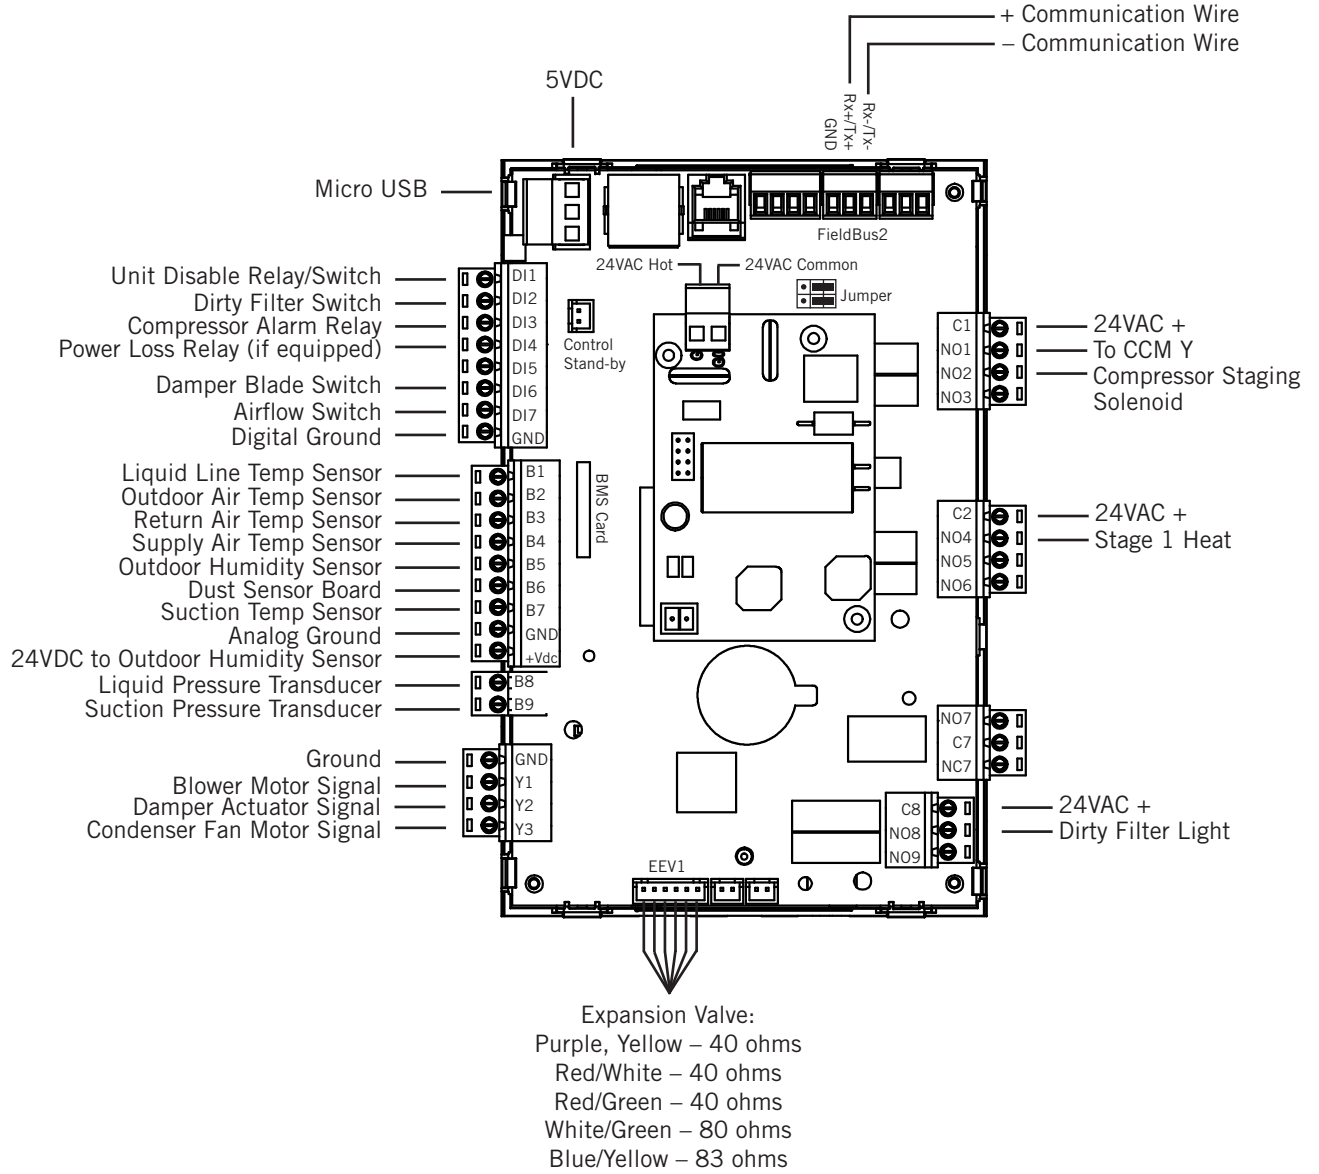 + Communication Wire
– Communication Wire
5VDC
Rx-/Tx-
Rx+/Tx+
GND
Micro USB
FieldBus2
24VAC Hot
24VAC Common
Jumper
Control
Stand-by
Unit Disable Relay/Switch
Dirty Filter Switch
Compressor Alarm Relay
Power Loss Relay (if equipped)
Damper Blade Switch
Airflow Switch
Digital Ground
DI1
DI2
DI3
DI4
DI5
DI6
DI7
GND
Liquid Line Temp Sensor
Outdoor Air Temp Sensor
Return Air Temp Sensor
Supply Air Temp Sensor
Outdoor Humidity Sensor
Dust Sensor Board
Suction Temp Sensor
Analog Ground
24VDC to Outdoor Humidity Sensor
Liquid Pressure Transducer
Suction Pressure Transducer
B1
B2
B3
B4
B5
B6
B7
GND
+Vdc
B8
B9
BMS Card
Ground
Blower Motor Signal
Damper Actuator Signal
Condenser Fan Motor Signal
GND
Y1
Y2
Y3
C1
NO1
NO2
NO3
24VAC +
To CCM Y
Compressor Staging
Solenoid
C2
NO4
NO5
NO6
24VAC +
Stage 1 Heat
NO7
C7
NC7
C8
NO8
NO9
24VAC +
Dirty Filter Light
EEV1
Expansion Valve:
Purple, Yellow – 40 ohms
Red/White – 40 ohms
Red/Green – 40 ohms
White/Green – 80 ohms
Blue/Yellow – 83 ohms